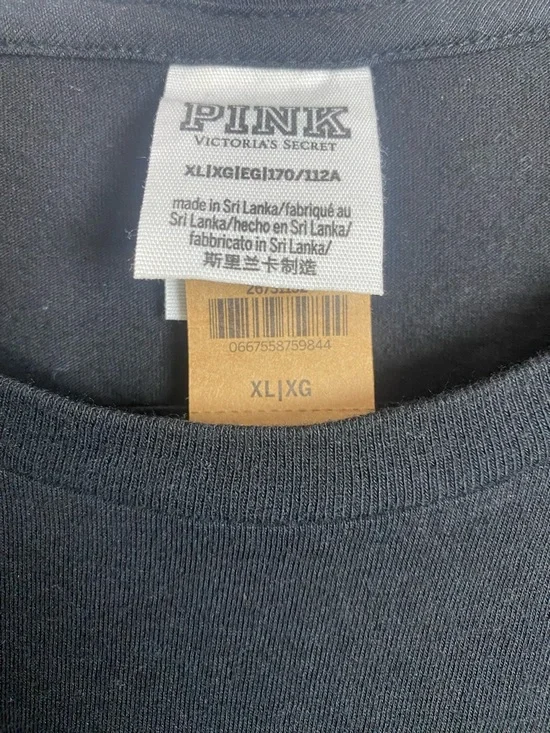 PINK
VICTORIA'S SECRET
XL|XG|EG|170/112A
made in Sri Lanka/fabriqué au
Sri Lanka/hecho en Sri Lanka/
fabbricato in Sri Lanka/
斯里兰卡制造
0667558759844
XL|XG